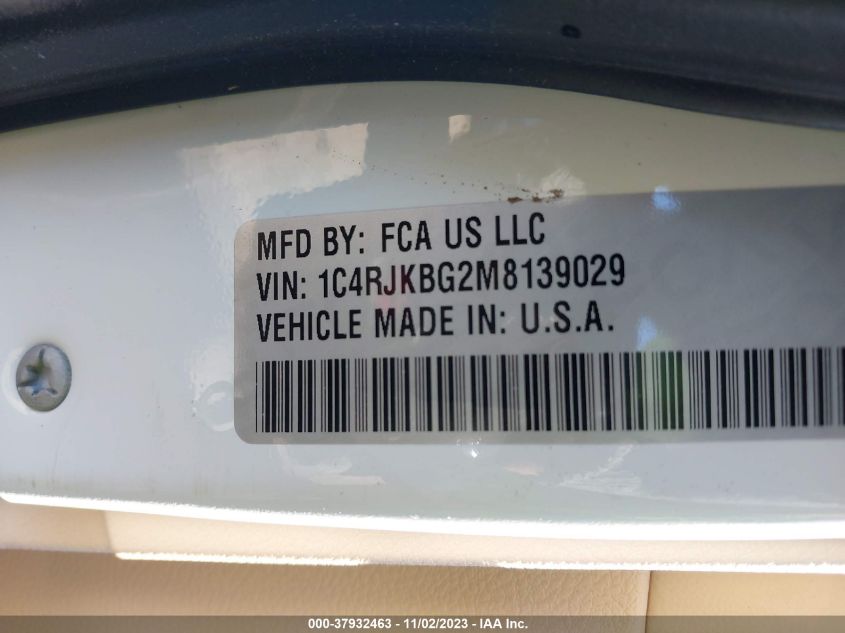 MFD BY: FCA US LLC
VIN: 1C4RJKBG2M8139029
VEHICLE MADE IN: U.S.A.
000-37932463 - 11/02/2023 - IAA Inc.